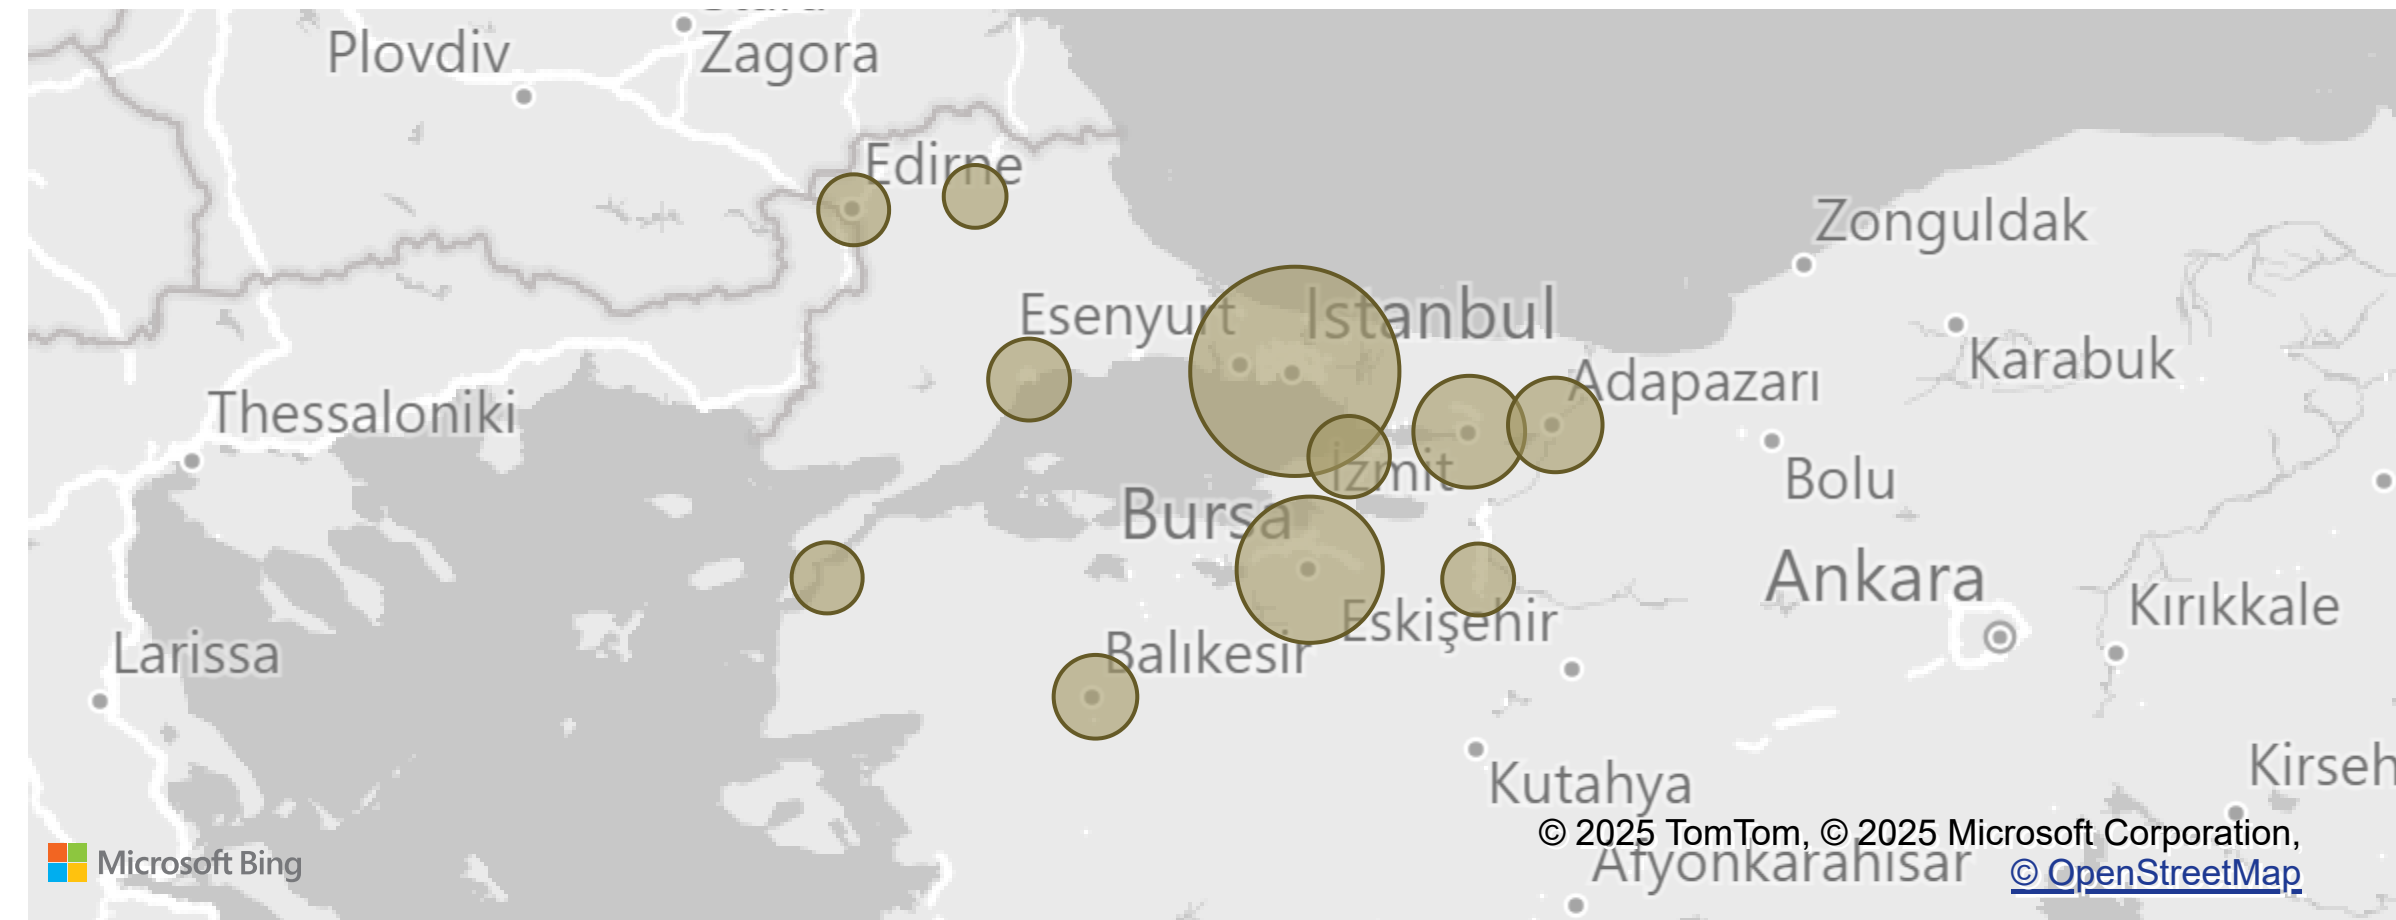 Plovdiv
Zagora
Edirne
Zonguldak
Esenyurt
Istanbul
Karabuk
Adapazarı
Thessaloniki
İzmit
Bolu
Bursa
Ankara
Kırıkkale
Eskişehir
Larissa
Balıkesir
Kirseh
Kutahya
© 2025 TomTom, © 2025 Microsoft Corporation,
Afyonkarahisar
© OpenStreetMap
Microsoft Bing